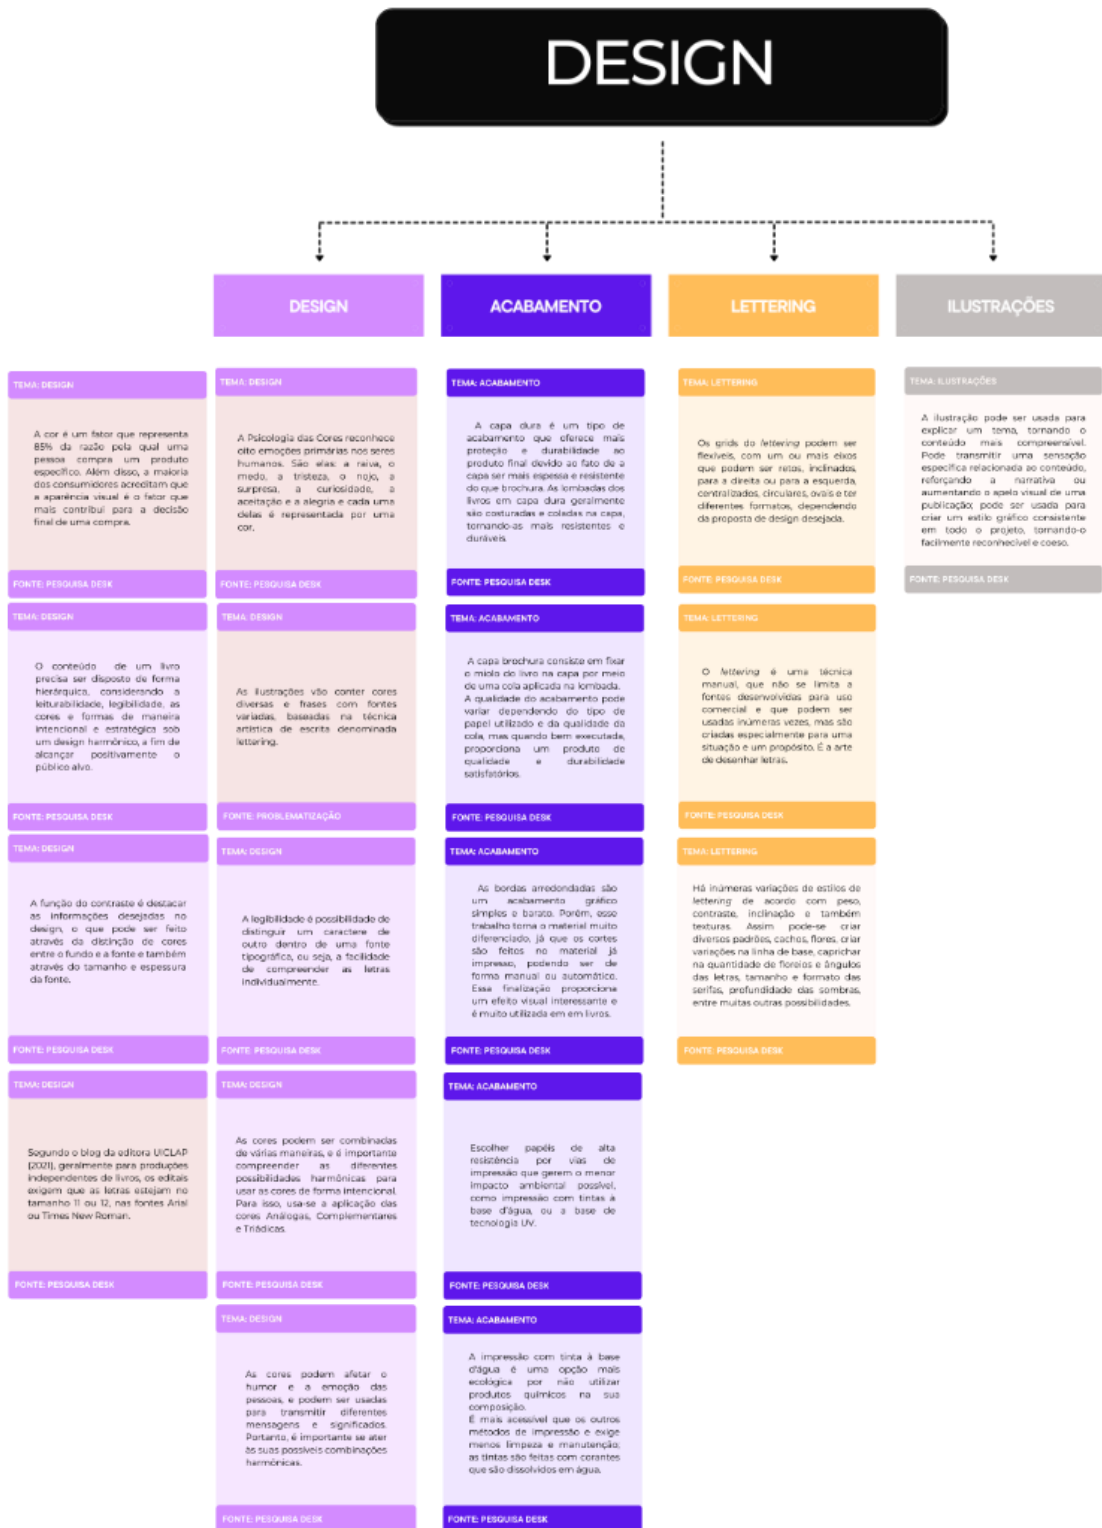 DESIGN
DESIGN
ACABAMENTO
LETTERING
ILUSTRAÇÕES
TEMA: DESIGN
A cor é um fator que representa
85% da razão pela qual uma
pessoa compra um produto
específico. Além disso, a maioria
dos consumidores acreditam que
a aparência visual é o fator que
mais contribui para a decisão
final de uma compra.
FONTE: PESQUISA DESK
TEMA: DESIGN
O conteúdo de um livro
precisa ser disposto de forma
hierárquica, considerando a
leiturabilidade, legibilidade, as
cores e formas de maneira
intencional e estratégica sob
um design harmônico, a fim de
alcançar positivamente o
público alvo.
FONTE: PESQUISA DESK
TEMA: DESIGN
A função do contraste é destacar
as informações desejadas no
design, o que pode ser feito
através da distinção de cores
entre o fundo e a fonte e também
através do tamanho e espessura
da fonte.
FONTE: PESQUISA DESK
TEMA: DESIGN
Segundo o blog da editora UICLAP
(2021), geralmente para produções
independentes de livros, os editais
exigem que as letras estejam no
tamanho 11 ou 12, nas fontes Arial
ou Times New Roman.
FONTE: PESQUISA DESK
TEMA: DESIGN
A Psicologia das Cores reconhece
oito emoções primárias nos seres
humanos. São elas: a raiva, o
medo, a tristeza, o nojo, a
surpresa, a curiosidade, a
aceitação e a alegria e cada uma
delas é representada por uma
cor.
FONTE: PESQUISA DESK
TEMA: DESIGN
As ilustrações vão conter cores
diversas e frases com fontes
variadas, baseadas na técnica
artística de escrita denominada
lettering.
FONTE: PROBLEMATIZAÇÃO
TEMA: DESIGN
A legibilidade é possibilidade de
distinguir um caractere de
outro dentro de uma fonte
tipográfica, ou seja, a facilidade
de compreender as letras
individualmente.
FONTE: PESQUISA DESK
TEMA: DESIGN
As cores podem ser combinadas
de várias maneiras, e é importante
compreender as diferentes
possibilidades harmônicas para
usar as cores de forma intencional.
Para isso, usa-se a aplicação das
cores Análogas, Complementares
e Triádicas.
FONTE: PESQUISA DESK
TEMA: DESIGN
As cores podem afetar o
humor e a emoção das
pessoas, e podem ser usadas
para transmitir diferentes
mensagens e significados.
Portanto, é importante se ater
às suas possíveis combinações
harmônicas.
FONTE: PESQUISA DESK
TEMA: ACABAMENTO
A capa dura é um tipo de
acabamento que oferece mais
proteção e durabilidade ao
produto final devido ao fato de a
capa ser mais espessa e resistente
do que brochura. As lombadas dos
livros em capa dura geralmente
são costuradas e coladas na capa,
tornando-as mais resistentes e
duráveis.
FONTE: PESQUISA DESK
TEMA: ACABAMENTO
A capa brochura consiste em fixar
o miolo do livro na capa por meio
de uma cola aplicada na lombada.
A qualidade do acabamento pode
variar dependendo do tipo de
papel utilizado e da qualidade da
cola, mas quando bem executada,
proporciona um produto de
qualidade e durabilidade
satisfatórios.
FONTE: PESQUISA DESK
TEMA: ACABAMENTO
As bordas arredondadas são
um acabamento gráfico
simples e barato. Porém, esse
trabalho torna o material muito
diferenciado, já que os cortes
são feitos no material já
impresso, podendo ser de
forma manual ou automático.
Essa finalização proporciona
um efeito visual interessante e
é muito utilizada em em livros.
FONTE: PESQUISA DESK
TEMA: ACABAMENTO
Escolher papéis de alta
resistência por vias de
impressão que gerem o menor
impacto ambiental possível,
como impressão com tintas à
base d'água, ou a base de
tecnologia UV.
FONTE: PESQUISA DESK
TEMA: ACABAMENTO
A impressão com tinta à base
d'água é uma opção mais
ecológica por não utilizar
produtos químicos na sua
composição.
É mais acessível que os outros
métodos de impressão e exige
menos limpeza e manutenção;
as tintas são feitas com corantes
que são dissolvidos em água.
FONTE: PESQUISA DESK
TEMA: LETTERING
Os grids do lettering podem ser
flexíveis, com um ou mais eixos
que podem ser retos, inclinados
para a direita ou para a esquerda,
centralizados, circulares, ovais e ter
diferentes formatos, dependendo
da proposta de design desejada.
FONTE: PESQUISA DESK
TEMA: LETTERING
O lettering é uma técnica
manual, que não se limita a
fontes desenvolvidas para uso
comercial e que podem ser
usadas inúmeras vezes, mas são
criadas especialmente para uma
situação e um propósito. É a arte
de desenhar letras.
FONTE: PESQUISA DESK
TEMA: LETTERING
Há inúmeras variações de estilos de
lettering de acordo com peso,
contraste, inclinação e também
texturas. Assim pode-se criar
diversos padrões, cachos, flores, criar
variações na linha de base, caprichar
na quantidade de floreios e ângulos
das letras, tamanho e formato das
serifas, profundidade das sombras,
entre muitas outras possibilidades.
FONTE: PESQUISA DESK
TEMA: ILUSTRAÇÕES
A ilustração pode ser usada para
explicar um tema, tornando o
conteúdo mais compreensível.
Pode transmitir uma sensação
específica relacionada ao conteúdo,
reforçando a narrativa ou
aumentando o apelo visual de uma
publicação; pode ser usada para
criar um estilo gráfico consistente
em todo o projeto, tornando-o
facilmente reconhecível e coeso.
FONTE: PESQUISA DESK